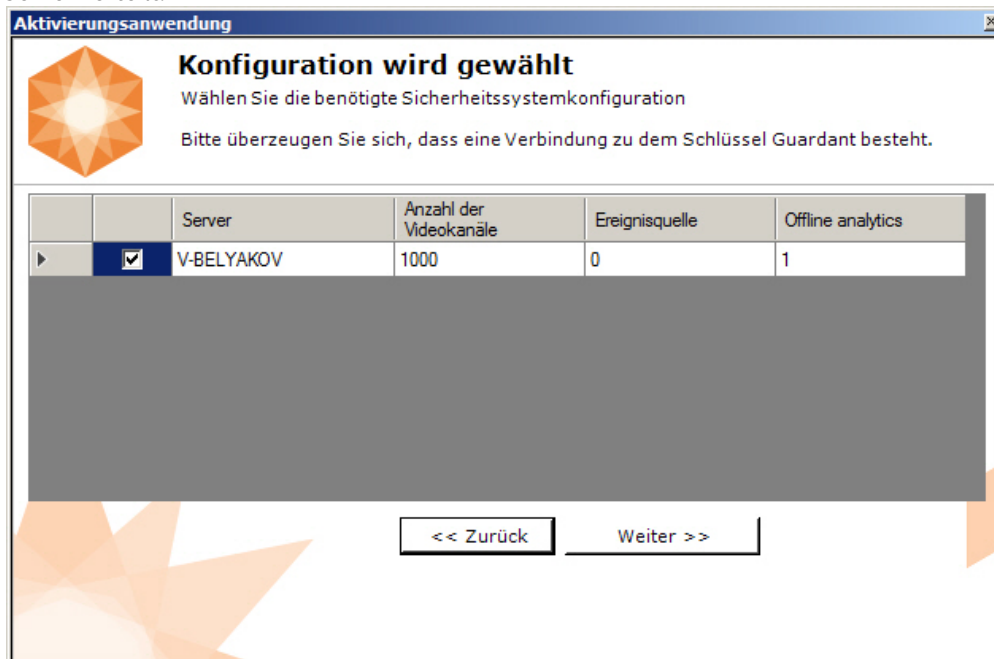 Aktivierungsanwendung
Konfiguration wird gewählt
Wählen Sie die benötigte Sicherheitssystemkonfiguration
Bitte überzeugen Sie sich, dass eine Verbindung zu dem Schlüssel Guardant besteht.
Server Anzahl der Videokanäle Ereignisquelle Offline analytics
V-BELYAKOV 1000 0 1
<< Zurück Weiter >>